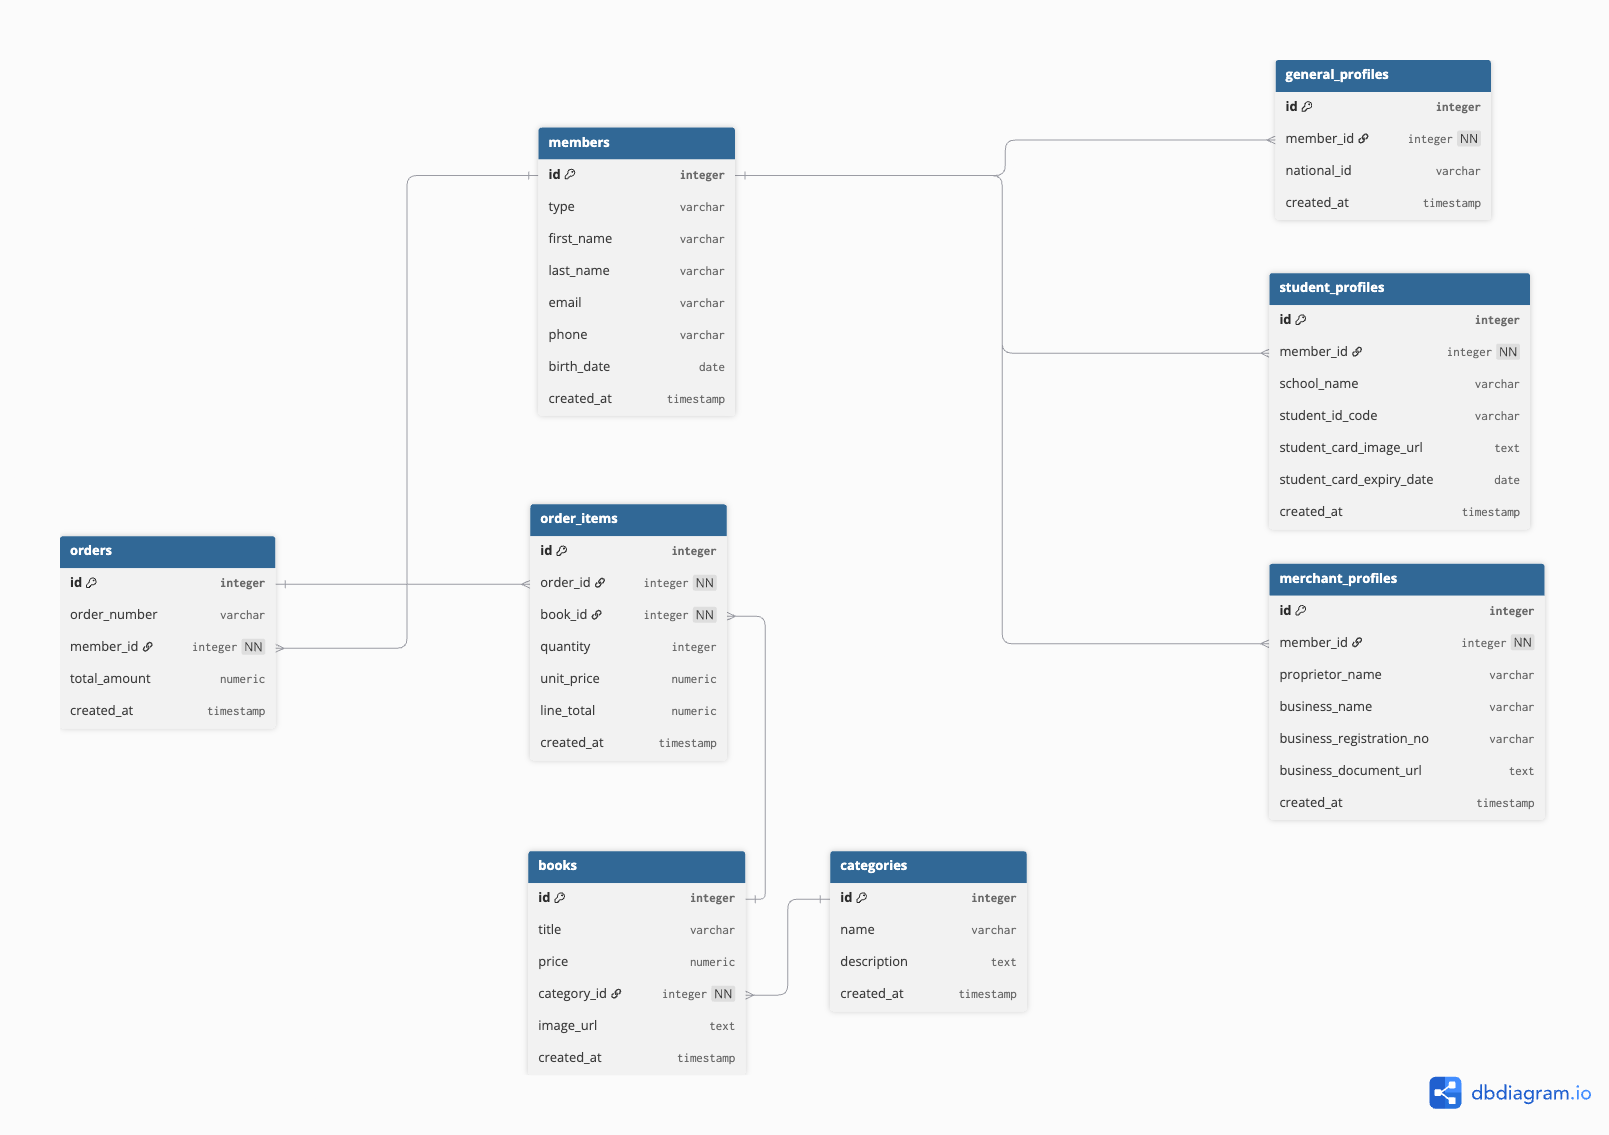 general_profiles
id integer
member_id integer NN
national_id varchar
created_at timestamp
members
id integer
type varchar
first_name varchar
last_name varchar
email varchar
phone varchar
birth_date date
created_at timestamp
student_profiles
id integer
member_id integer NN
school_name varchar
student_id_code varchar
student_card_image_url text
student_card_expiry_date date
created_at timestamp
orders
id integer
order_number varchar
member_id integer NN
total_amount numeric
created_at timestamp
order_items
id integer
order_id integer NN
book_id integer NN
quantity integer
unit_price numeric
line_total numeric
created_at timestamp
merchant_profiles
id integer
member_id integer NN
proprietor_name varchar
business_name varchar
business_registration_no varchar
business_document_url text
created_at timestamp
books
id integer
title varchar
price numeric
category_id integer NN
image_url text
created_at timestamp
categories
id integer
name varchar
description text
created_at timestamp
dbdiagram.io